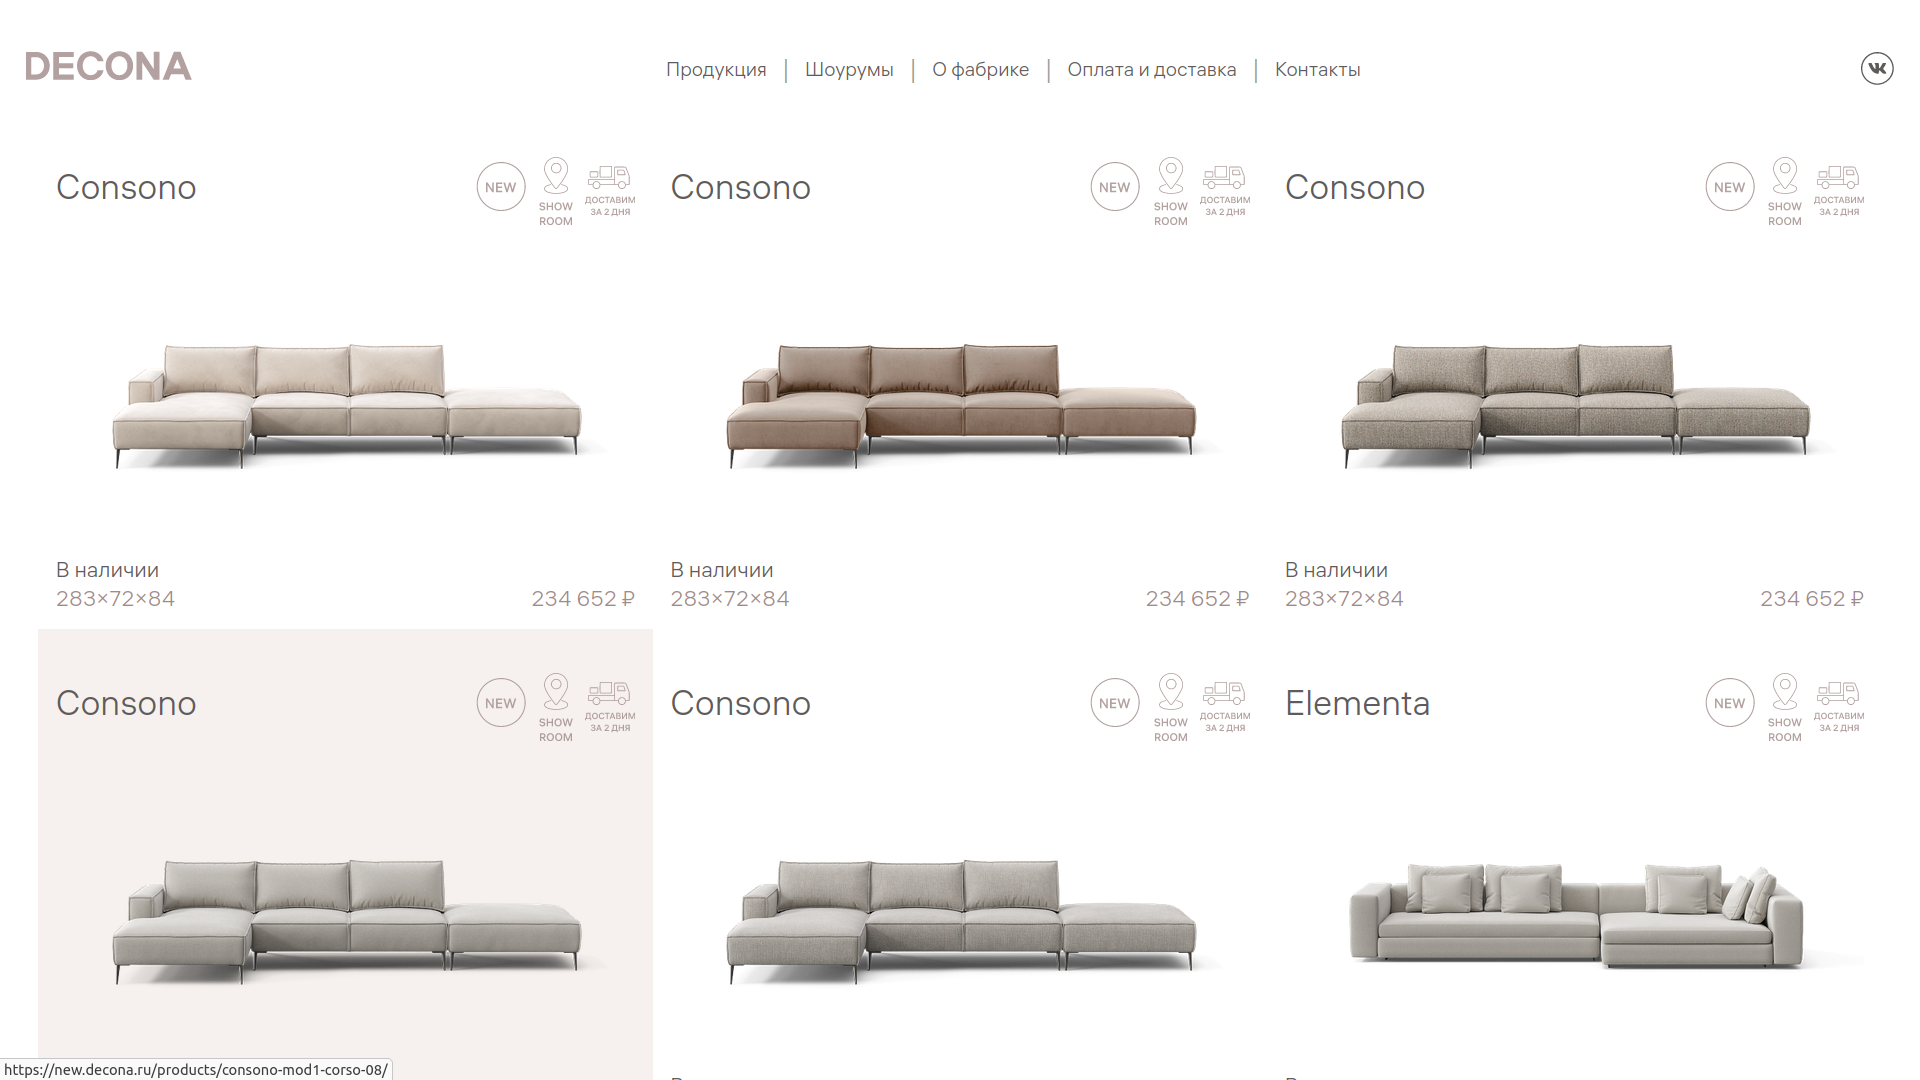 DECONA
Продукция | Шоурумы | О фабрике | Оплата и доставка | Контакты
Consono
NEW
SHOW
ROOM
ДОСТАВИМ
ЗА 2 ДНЯ
Consono
NEW
SHOW
ROOM
ДОСТАВИМ
ЗА 2 ДНЯ
Consono
NEW
SHOW
ROOM
ДОСТАВИМ
ЗА 2 ДНЯ
В наличии
283×72×84
234 652 ₽
В наличии
283×72×84
234 652 ₽
В наличии
283×72×84
234 652 ₽
Consono
NEW
SHOW
ROOM
ДОСТАВИМ
ЗА 2 ДНЯ
Consono
NEW
SHOW
ROOM
ДОСТАВИМ
ЗА 2 ДНЯ
Elementa
NEW
SHOW
ROOM
ДОСТАВИМ
ЗА 2 ДНЯ
https://new.decona.ru/products/consono-mod1-corso-08/